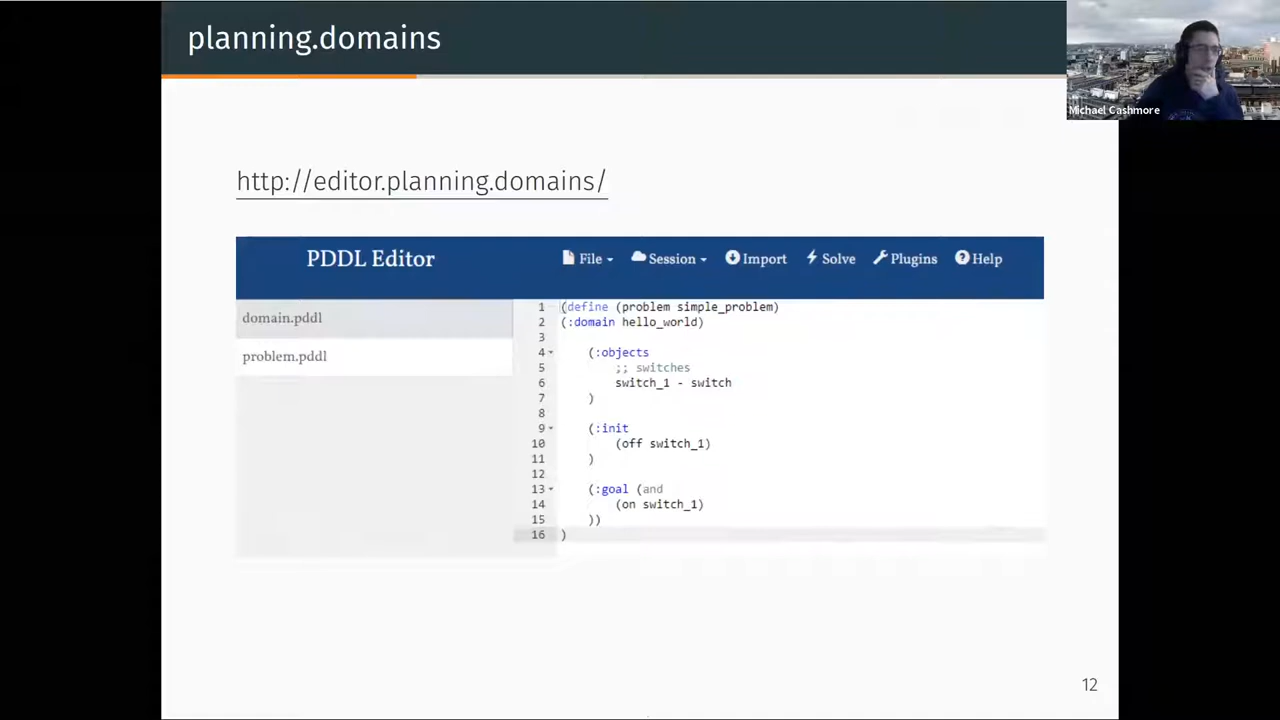 planning.domains
Michael Cashmore
http://editor.planning.domains/
PDDL Editor
File
Session
Import
Solve
Plugins
Help
domain.pddl
problem.pddl
1 (define (problem simple_problem)
2 (:domain hello_world)
3
4 (:objects
5 ;; switches
6 switch_1 - switch
7 )
8
9 (:init
10 (off switch_1)
11 )
12
13 (:goal (and
14 (on switch_1)
15 ))
16 )
12